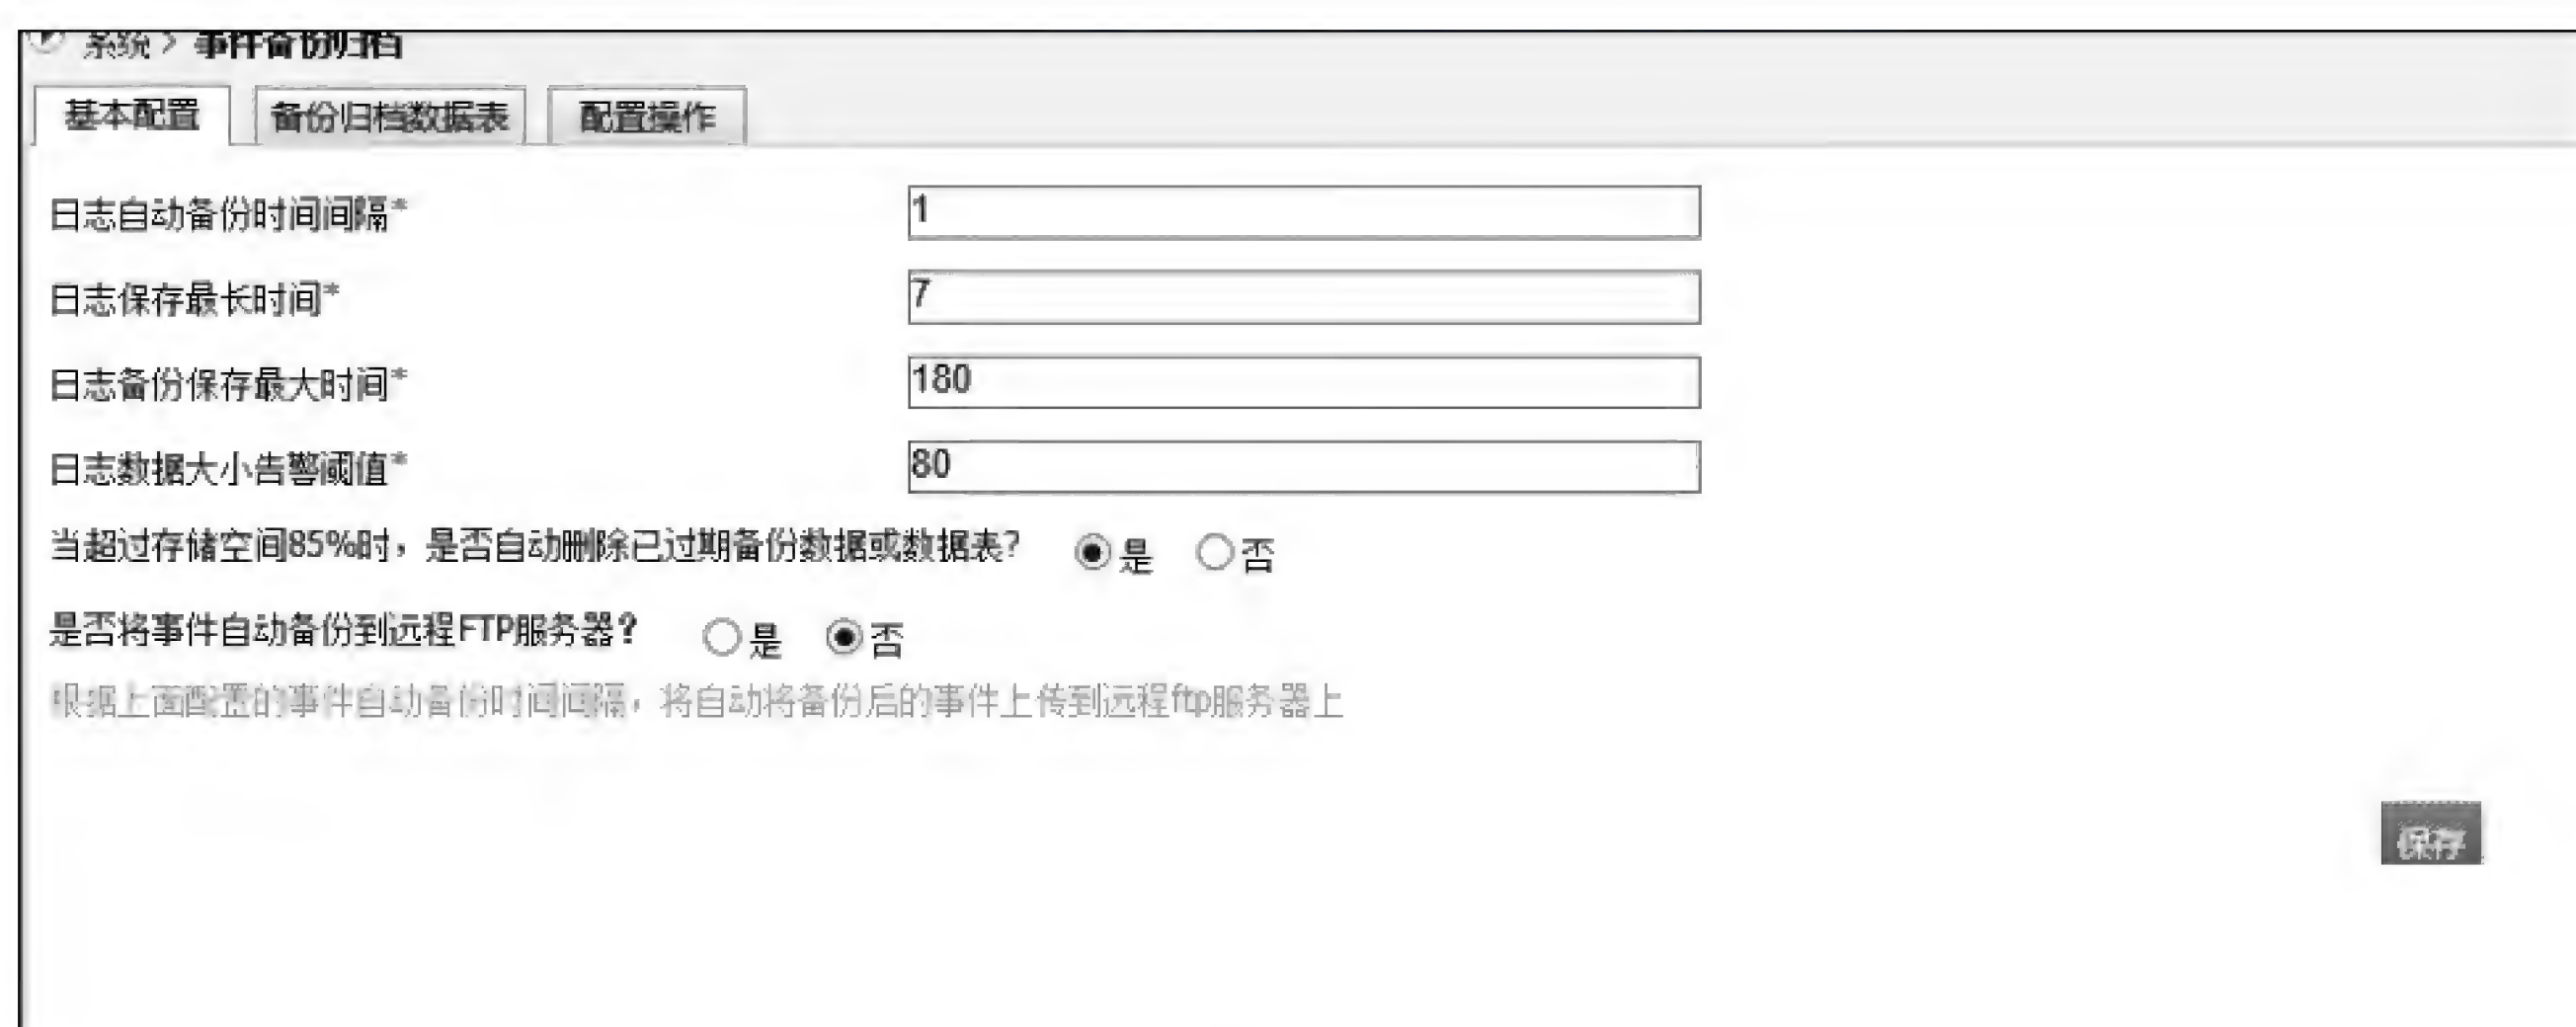 系统 > 事件备份归档
基本配置 备份归档数据表 配置操作
日志自动备份时间间隔* 1
日志保存最长时间* 7
日志备份保存最大时间* 180
日志数据大小告警阈值* 80
当超过存储空间85%时，是否自动删除已过期备份数据或数据表? 是 否
是否将事件自动备份到远程FTP服务器? 是 否
根据上面配置的事件自动备份时间间隔，将自动将备份后的事件上传到远程ftp服务器上
保存